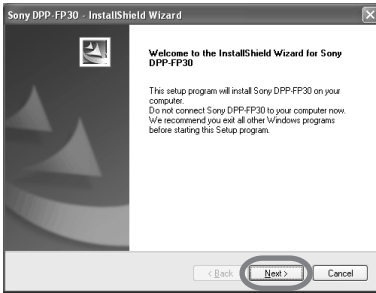 Sony DPP-FP30 - InstallShield Wizard
Welcome to the InstallShield Wizard for Sony
DPP-FP30
This setup program will install Sony DPP-FP30 on your
computer.
Do not connect Sony DPP-FP30 to your computer now.
We recommend you exit all other Windows programs
before starting this Setup program.
< Back Next > Cancel